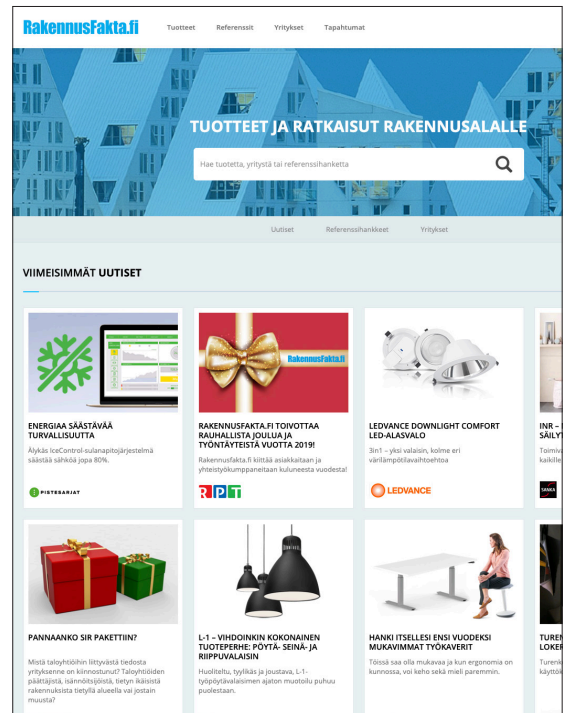 RakennusFakta.fi
Tuotteet Referenssit Yritykset Tapahtumat
TUOTTEET JA RATKAISUT RAKENNUSALALLE
Hae tuotetta, yritystä tai referenssihanketta
Uutiset Referenssihankkeet Yritykset
VIIMEISIMMÄT UUTISET
RakennusFakta.fi
ENERGIAA SÄÄSTÄVÄÄ
TURVALLISUUTTA
Älykäs IceControl-sulanapitojärjestelmä
säästää sähköä jopa 80%.
PISTESARJAT
RAKENNUSFAKTA.FI TOIVOTTAA
RAUHALLISTA JOULUA JA
TYÖNTÄYTEISTÄ VUOTTA 2019!
Rakennusfakta.fi kiittää asiakkaitaan ja
yhteistyökumppaneitaan kuluneesta vuodesta!
RPT
LEDVANCE DOWNLIGHT COMFORT
LED-ALASVALO
3in1 – yksi valaisin, kolme eri
värilämpötilavaihtoehtoa
LEDVANCE
INR –
SÄILY
Toimiva
kaikille
SANKA
PANNAANKO SIR PAKETTIIN?
Mistä taloyhtiöihin liittyvästä tiedosta
yrityksenne on kiinnostunut? Taloyhtiöiden
päättäjistä, isännöitsijöistä, tietyn ikäisistä
rakennuksista tietyllä alueella vai jostain
muusta?
L-1 – VIHDOINKIN KOKONAINEN
TUOTEPERHE: PÖYTÄ- SEINÄ- JA
RIIPPUVALAISIN
Huoliteltu, tyylikäs ja joustava, L-1-
työpöytävalaisimen ajaton muotoilu puhuu
puolestaan.
HANKI ITSELLESI ENSI VUODEKSI
MUKAVIMMAT TYÖKAVERIT
Töissä saa olla mukavaa ja kun ergonomia on
kunnossa, voi keho sekä mieli paremmin.
TUREN
LOKER
Turenk
käyttök